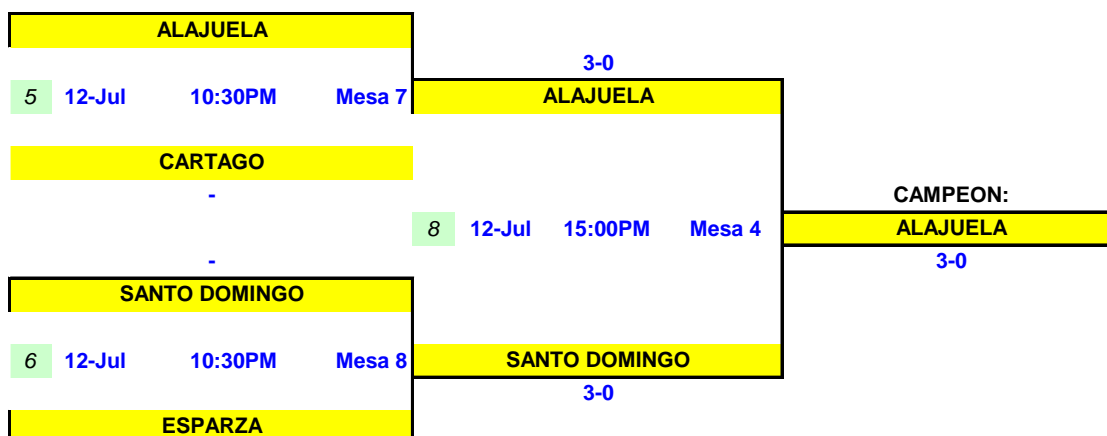 ALAJUELA
3-0
5 12-Jul 10:30PM Mesa 7
ALAJUELA
CARTAGO
-
CAMPEON:
8 12-Jul 15:00PM Mesa 4
ALAJUELA
-
3-0
SANTO DOMINGO
6 12-Jul 10:30PM Mesa 8
SANTO DOMINGO
3-0
ESPARZA